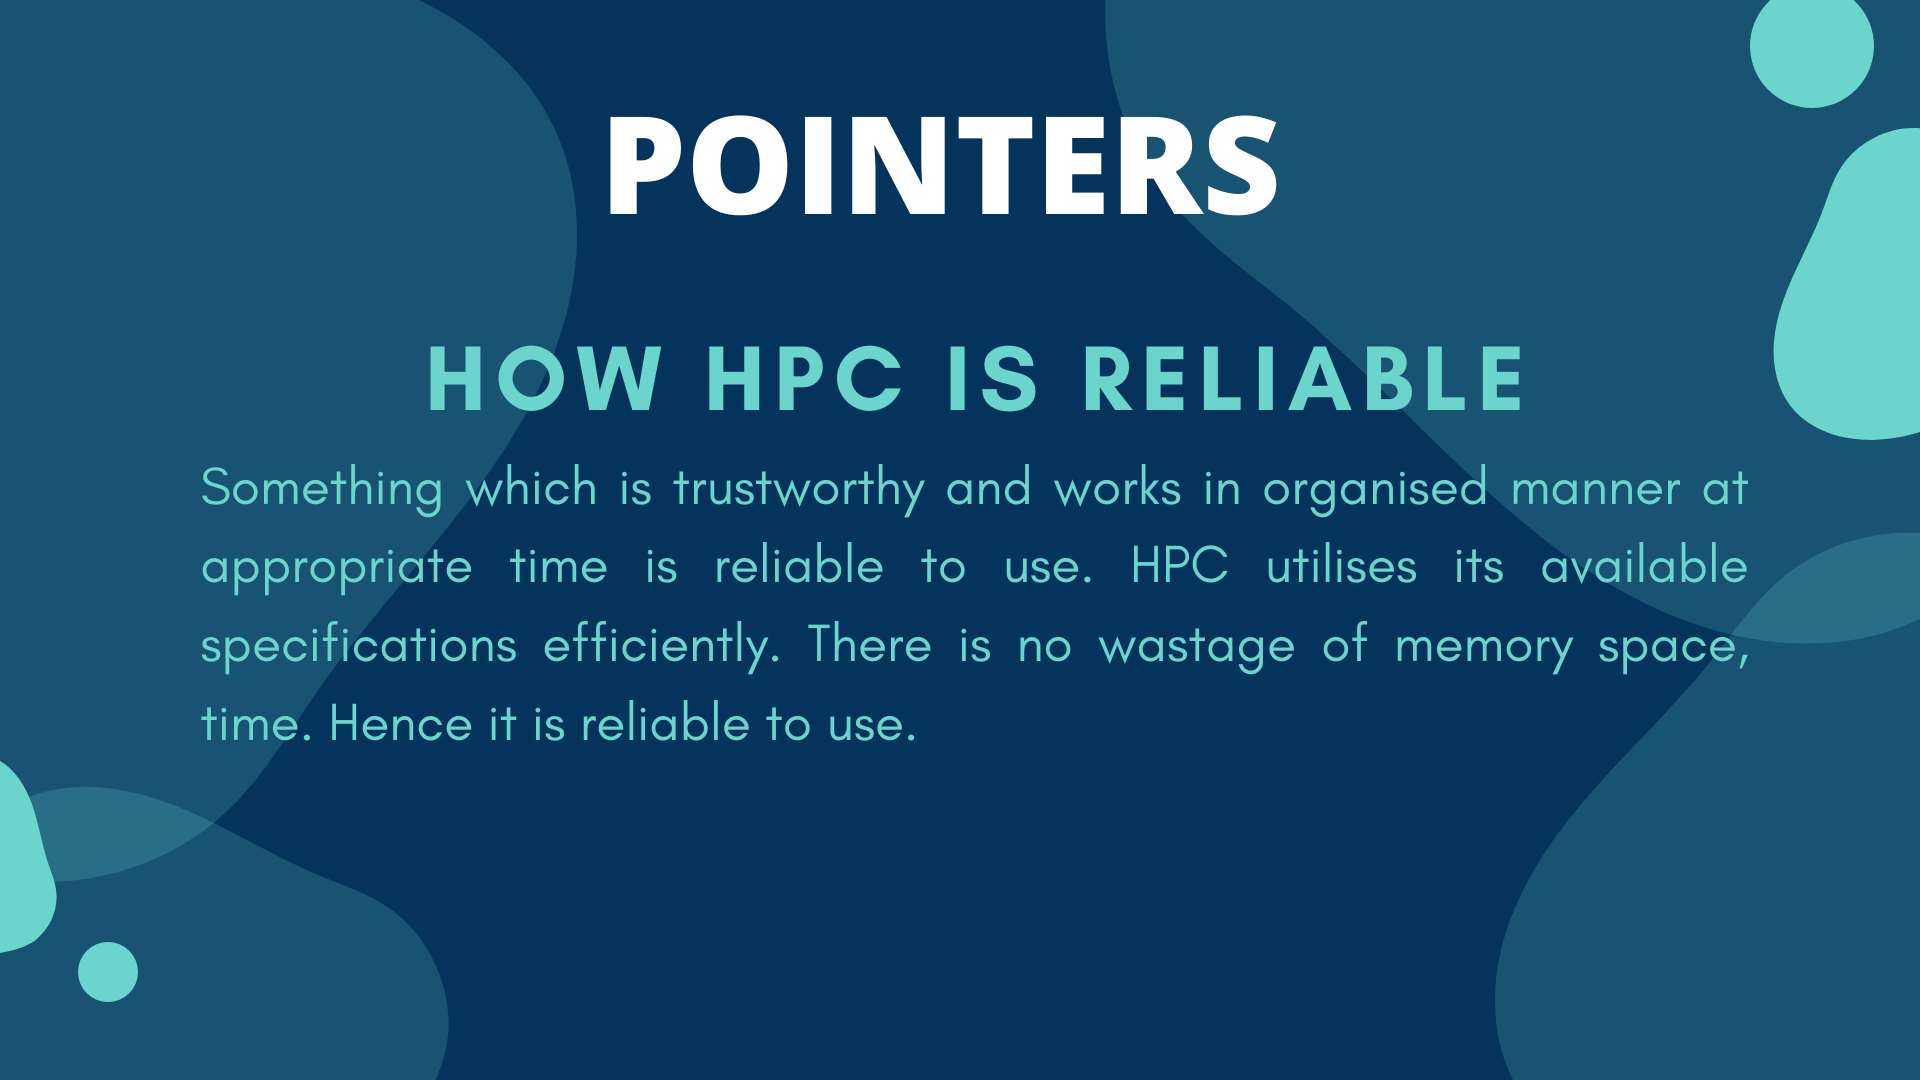 POINTERS
HOW HPC IS RELIABLE
Something which is trustworthy and works in organised manner at
appropriate time is reliable to use. HPC utilises its available
specifications efficiently. There is no wastage of memory space,
time. Hence it is reliable to use.